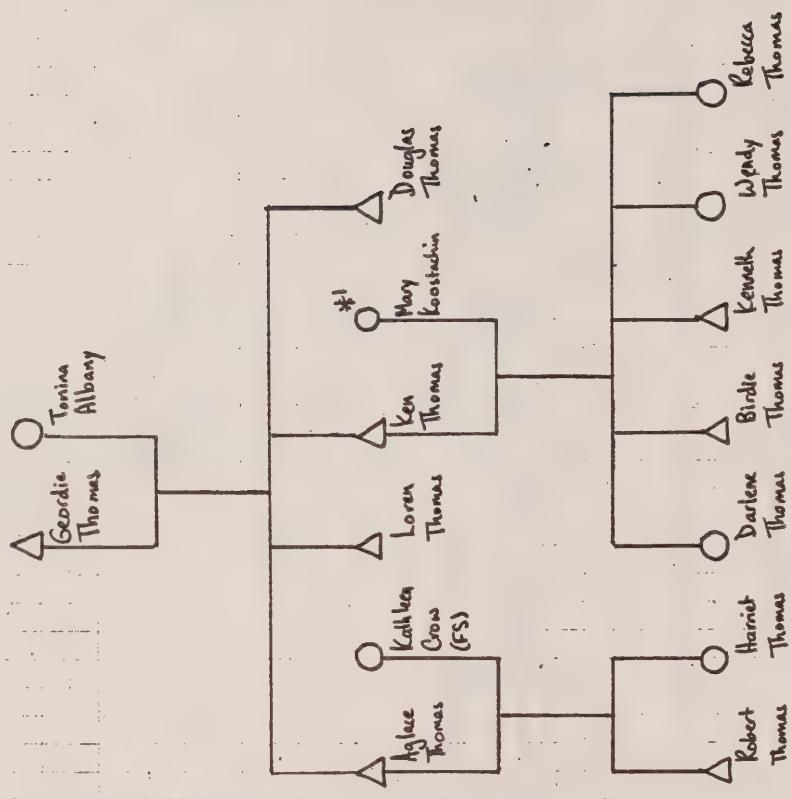 Geordie
Thomas
Tonina
Albany
Aglace
Thomas
Kathleen
Crow
(FS)
Loren
Thomas
Ken
Thomas
*1
Mary
Koostachin
Douglas
Thomas
Robert
Thomas
Harriet
Thomas
Darlene
Thomas
Birdie
Thomas
Kenneth
Thomas
Wendy
Thomas
Rebecca
Thomas